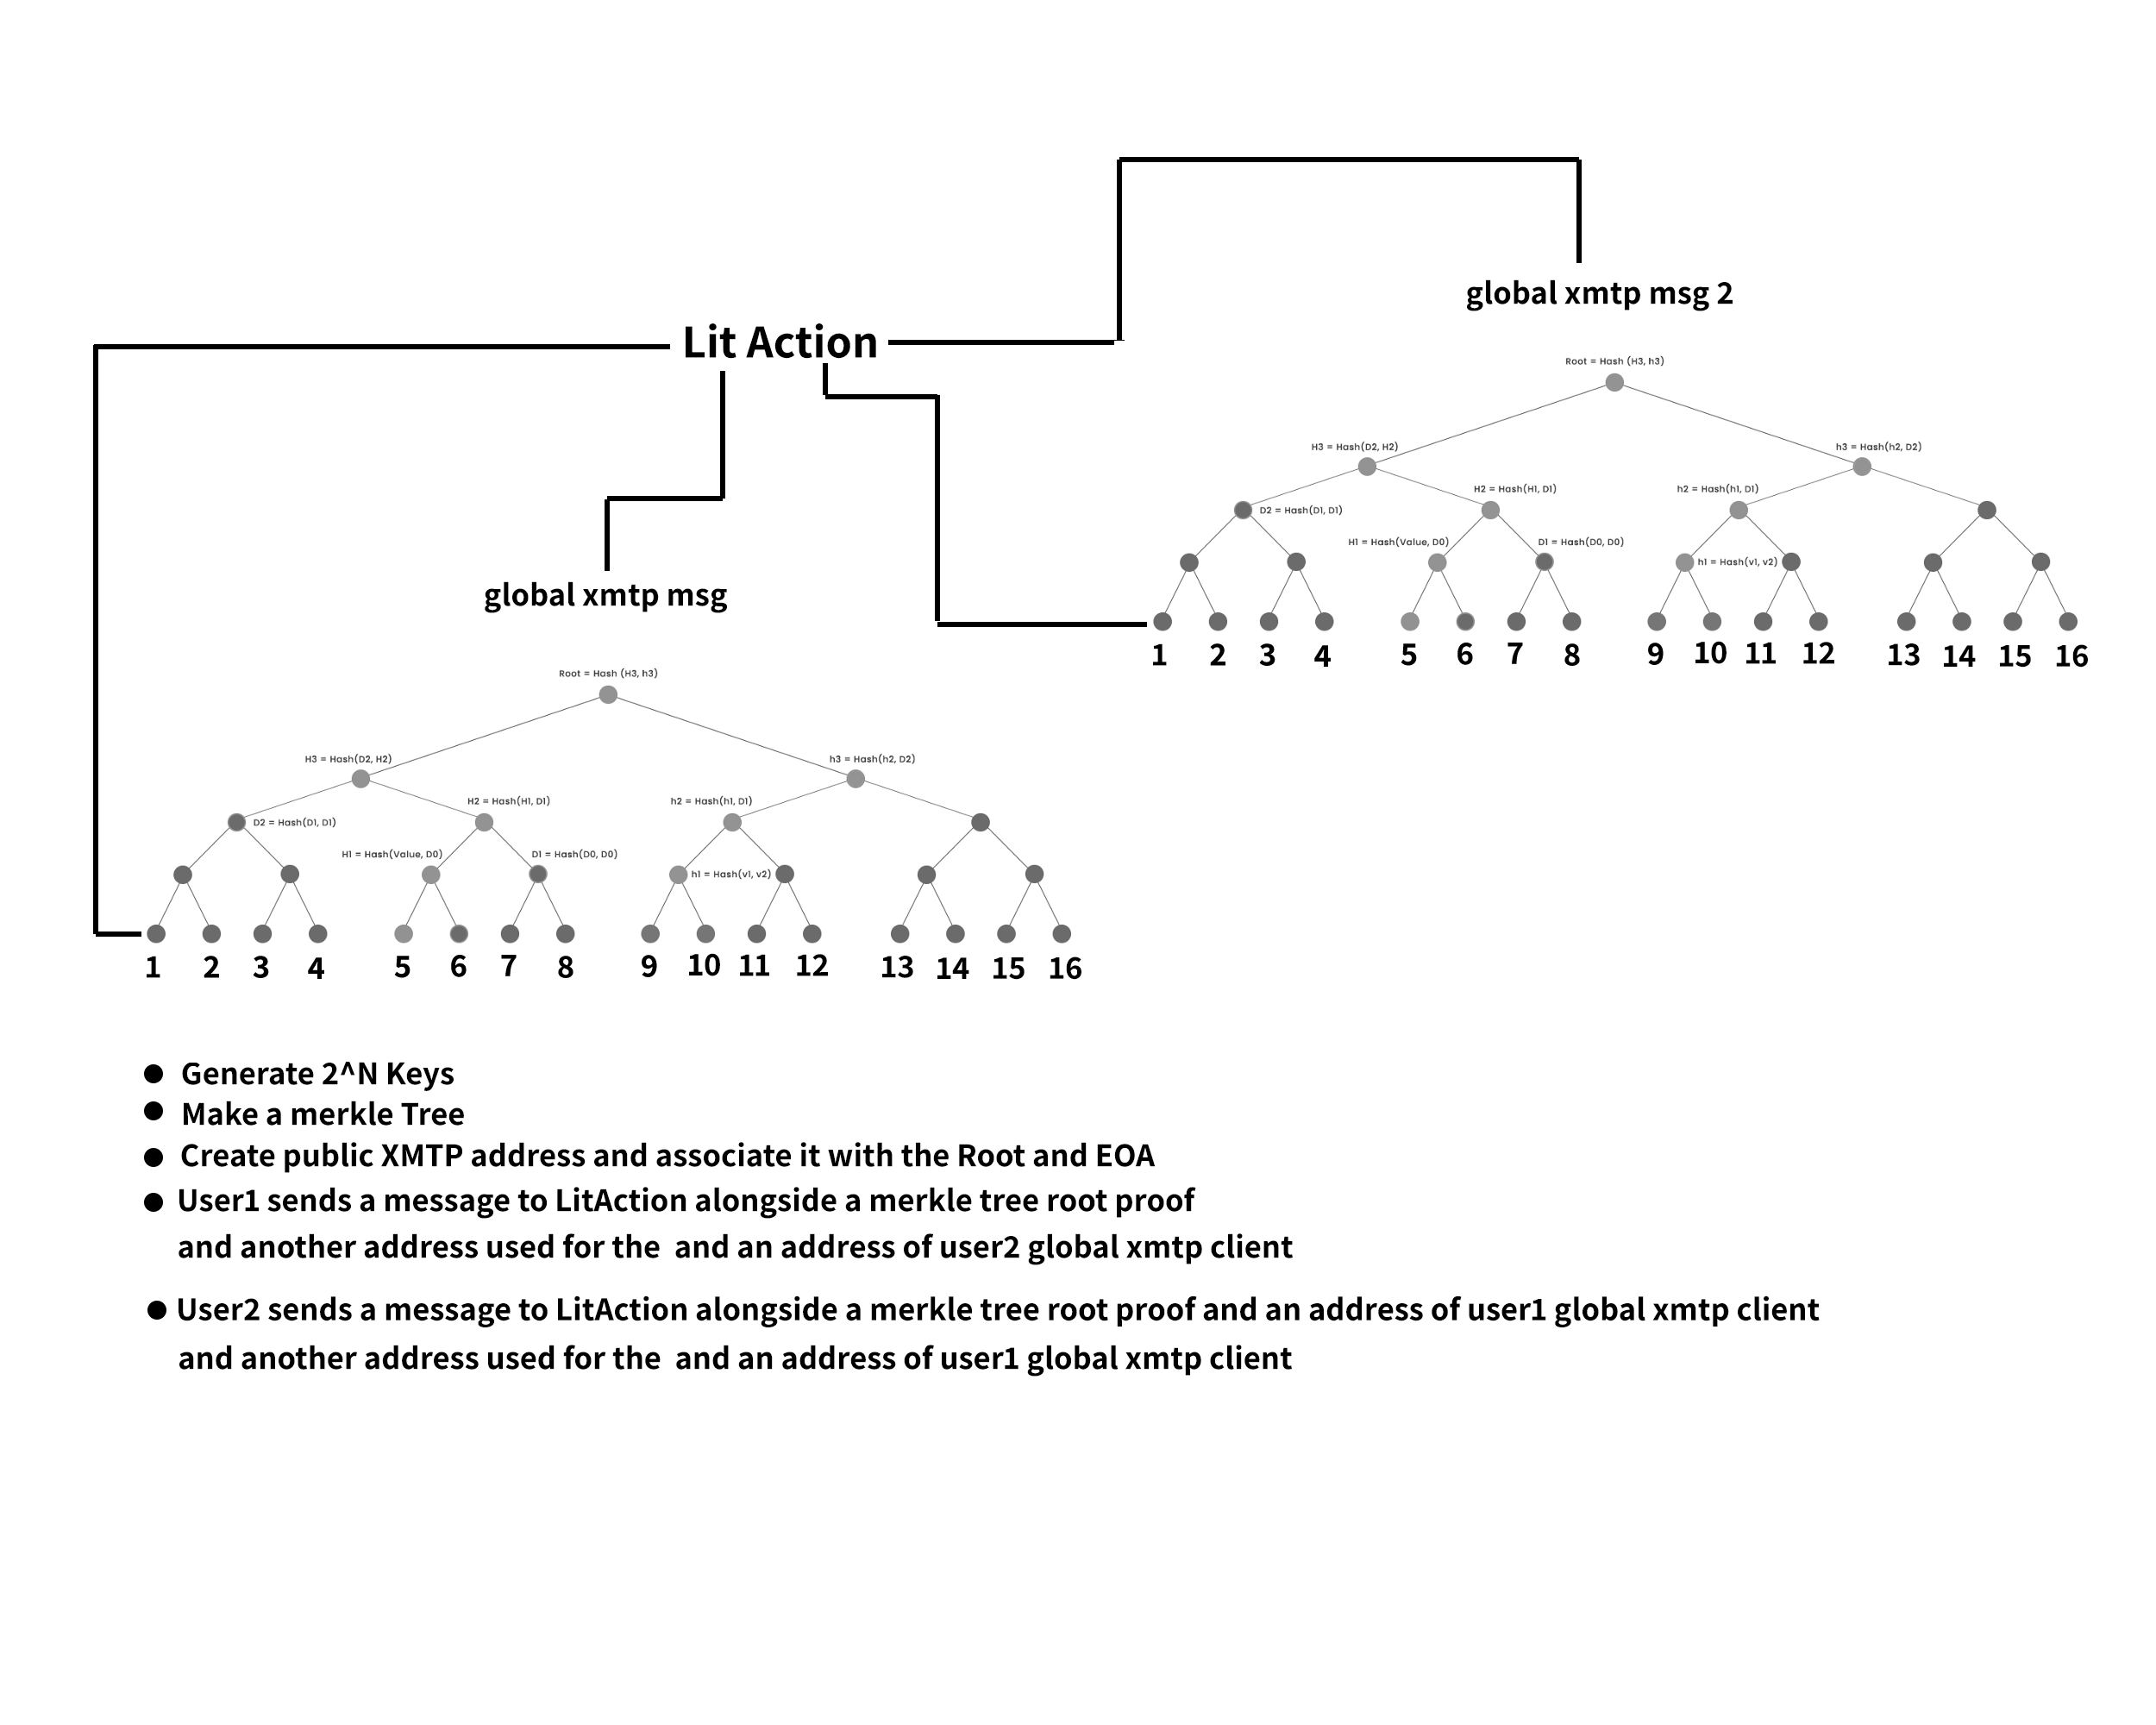 global xmtp msg 2
Lit Action
Root = Hash (H3, h3)
H3 = Hash(D2, H2)
h3 = Hash(h2, D2)
H2 = Hash(H1, D1)
h2 = Hash(h1, D1)
D2 = Hash(D1, D1)
H1 = Hash(Value, D0)
D1 = Hash(D0, D0)
h1 = Hash(v1, v2)
1 2 3 4 5 6 7 8 9 10 11 12 13 14 15 16
global xmtp msg
Root = Hash (H3, h3)
H3 = Hash(D2, H2)
h3 = Hash(h2, D2)
H2 = Hash(H1, D1)
h2 = Hash(h1, D1)
D2 = Hash(D1, D1)
H1 = Hash(Value, D0)
D1 = Hash(D0, D0)
h1 = Hash(v1, v2)
1 2 3 4 5 6 7 8 9 10 11 12 13 14 15 16
● Generate 2^N Keys
● Make a merkle Tree
● Create public XMTP address and associate it with the Root and EOA
● User1 sends a message to LitAction alongside a merkle tree root proof
and another address used for the  and an address of user2 global xmtp client
● User2 sends a message to LitAction alongside a merkle tree root proof and an address of user1 global xmtp client
and another address used for the  and an address of user1 global xmtp client